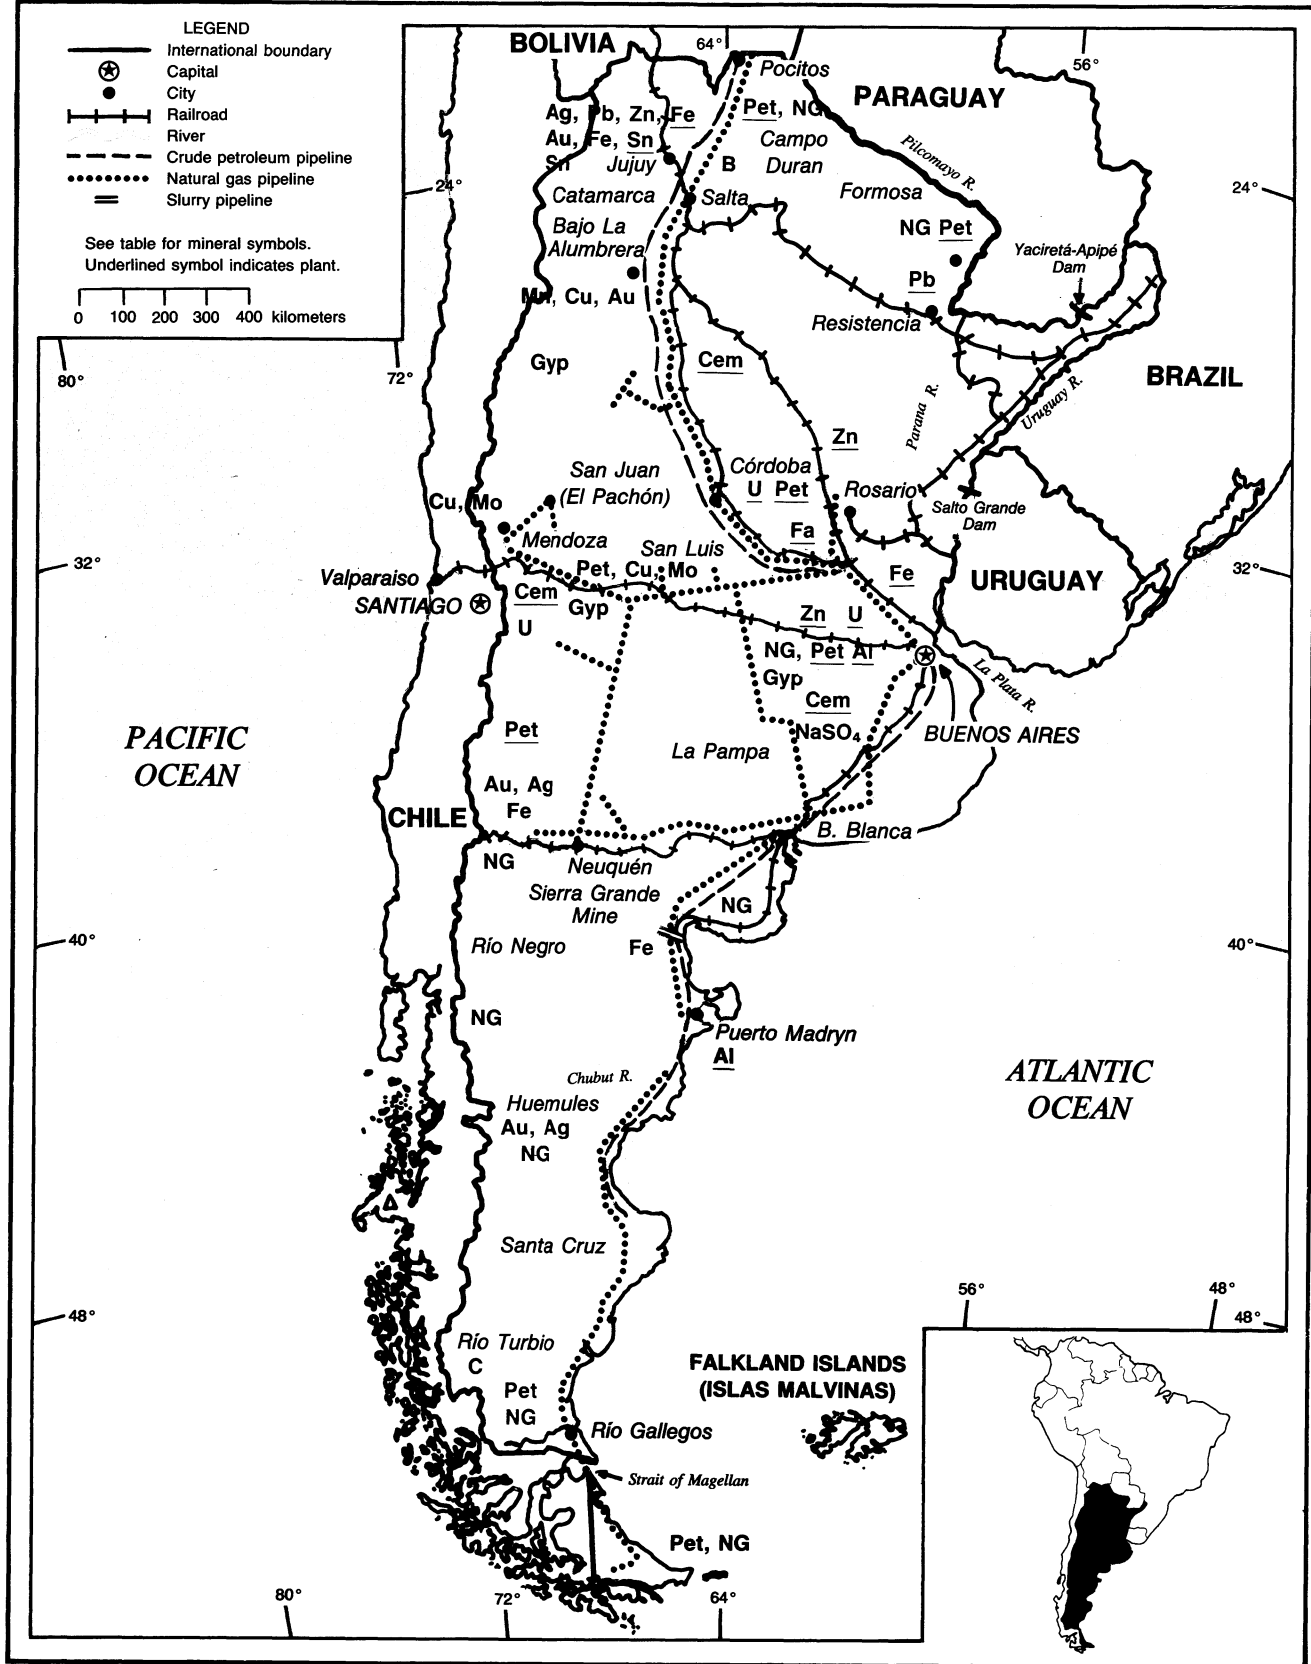 LEGEND
International boundary
Capital
City
Railroad
River
Crude petroleum pipeline
Natural gas pipeline
Slurry pipeline
See table for mineral symbols.
Underlined symbol indicates plant.
0 100 200 300 400 kilometers
BOLIVIA
64°
56°
Pocitos
PARAGUAY
Ag, Pb, Zn, Fe
Pet, NG
Au, Fe, Sn
Campo
Duran
Pilcomayo R.
Sn
Jujuy
B
24°
Catamarca
Salta
Formosa
24°
Bajo La
Alumbrera
NG Pet
Yaciretá-Apipé
Dam
Pb
Mn, Cu, Au
Resistencia
80°
72°
Gyp
Cem
BRAZIL
Parana R.
Uruguay R.
Zn
San Juan
(El Pachón)
Córdoba
U Pet
Rosario
Cu, Mo
Salto Grande
Dam
Fa
Mendoza
San Luis
32°
Valparaiso
Pet, Cu, Mo
Fe
URUGUAY
32°
SANTIAGO
Cem
Gyp
U
Zn U
NG, Pet Al
Gyp
La Plata R.
Cem
PACIFIC
OCEAN
Pet
NaSO₄
BUENOS AIRES
La Pampa
Au, Ag
Fe
CHILE
B. Blanca
NG
Neuquén
Sierra Grande
Mine
NG
40°
Río Negro
Fe
40°
NG
Puerto Madryn
Al
ATLANTIC
OCEAN
Chubut R.
Huemules
Au, Ag
NG
Santa Cruz
56°
48°
48°
48°
Río Turbio
C
FALKLAND ISLANDS
(ISLAS MALVINAS)
Pet
NG
Río Gallegos
Strait of Magellan
Pet, NG
80°
72°
64°